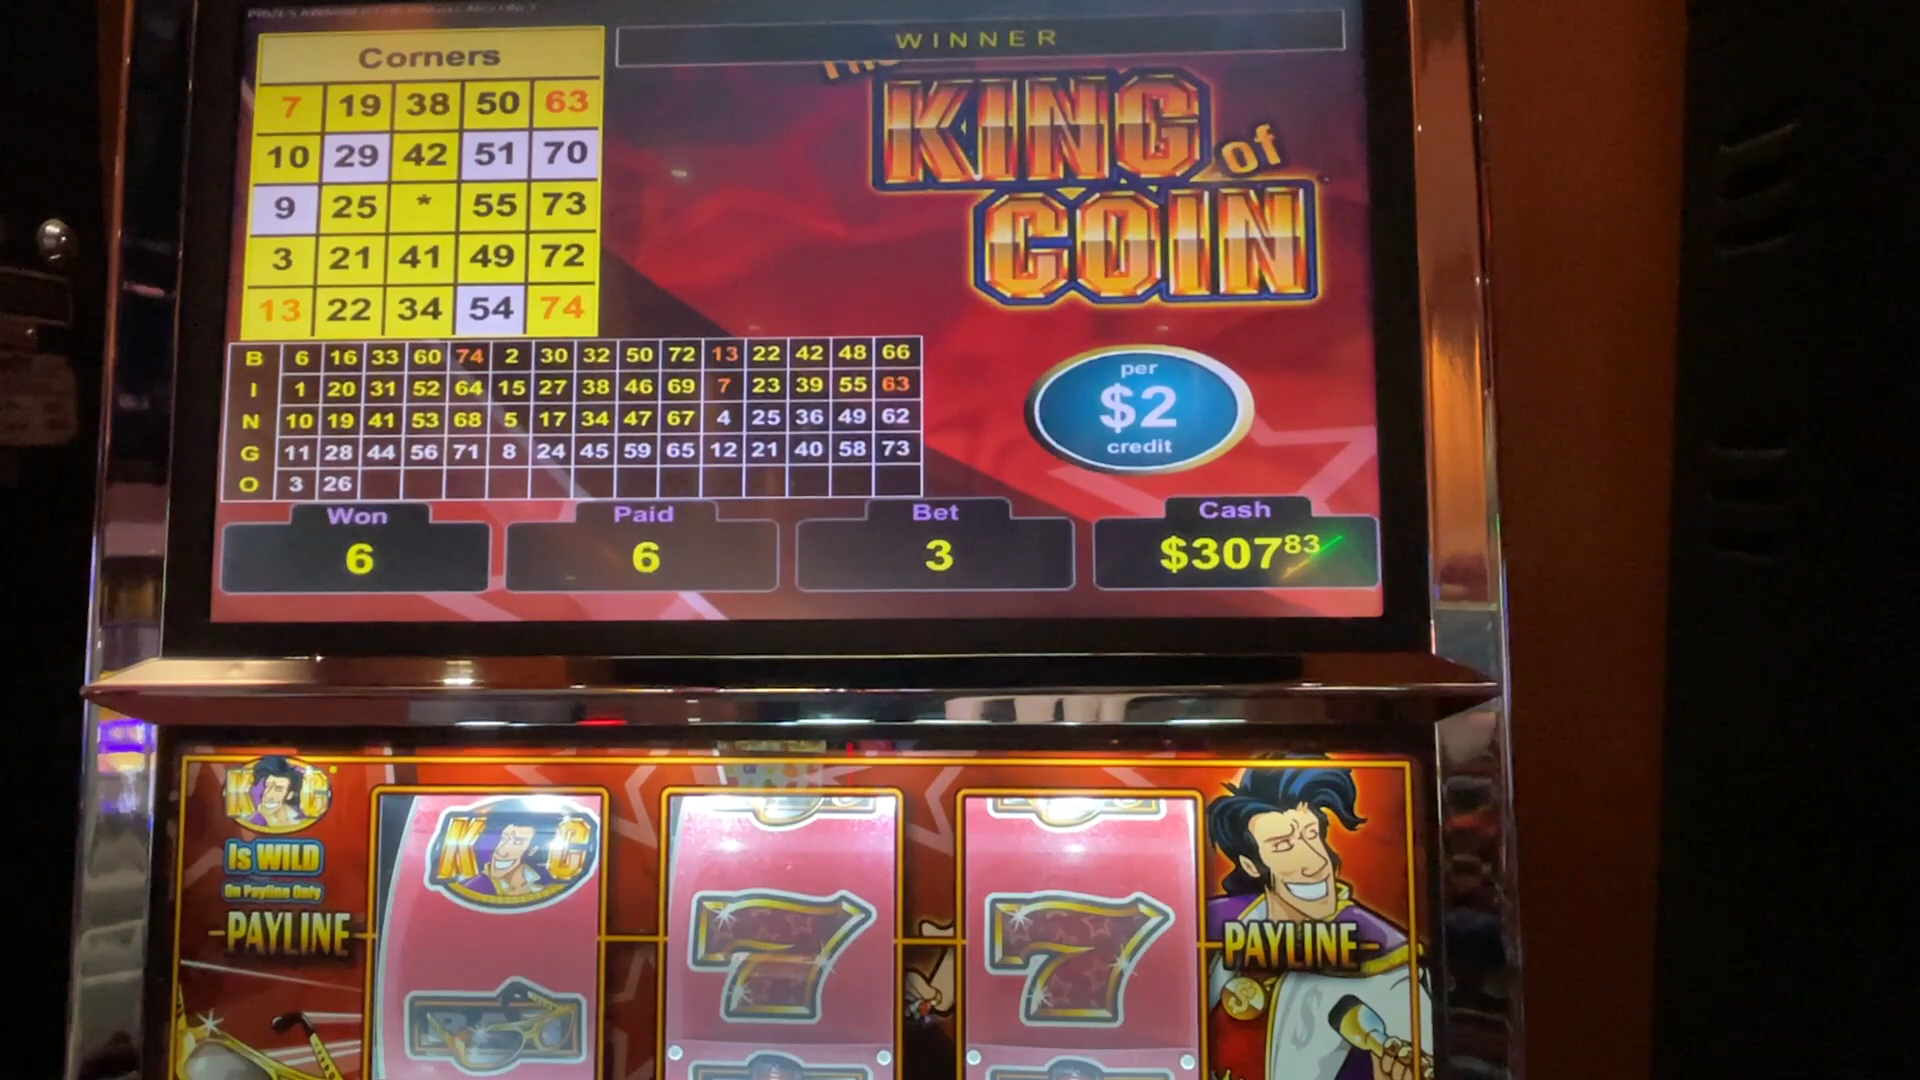 WINNER
Corners
7 19 38 50 63
10 29 42 51 70
9 25 * 55 73
3 21 41 49 72
13 22 34 54 74
The
KING
of
COIN
B 6 16 33 60 74 2 30 32 50 72 13 22 42 48 66
I 1 20 31 52 64 15 27 38 46 69 7 23 39 55 63
N 10 19 41 53 68 5 17 34 47 67 4 25 36 49 62
G 11 28 44 56 71 8 24 45 59 65 12 21 40 58 73
O 3 26
per
$2
credit
Won Paid Bet Cash
6 6 3 $307 83
K C
Is WILD
On Payline Only
-PAYLINE-
K C
7 7
PAYLINE-